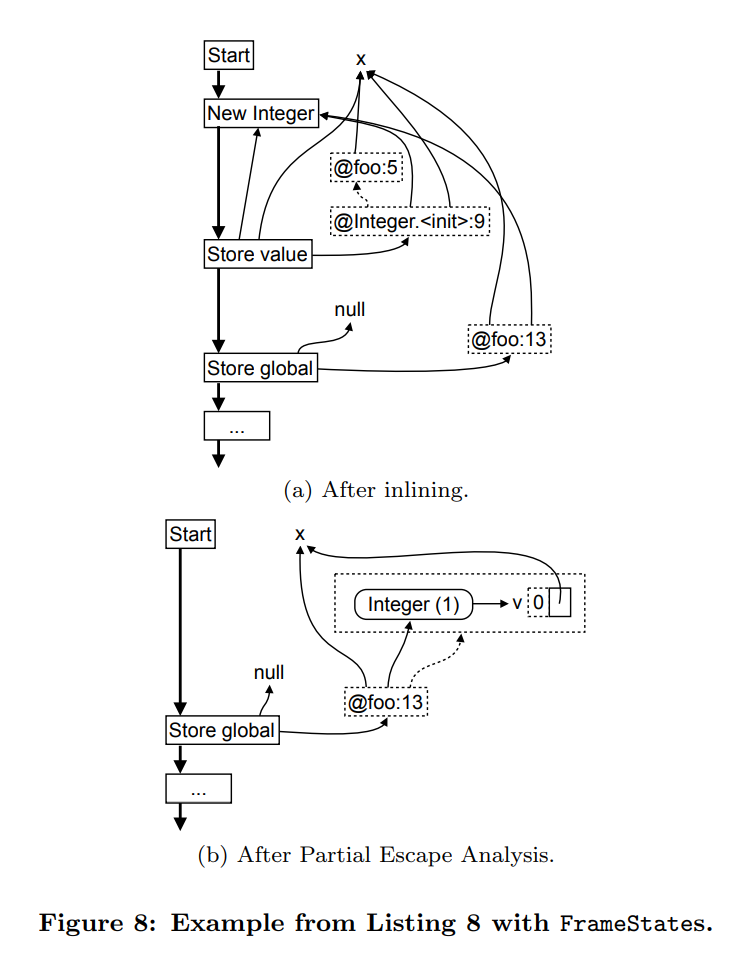 Start
x
New Integer
@foo:5
@Integer.<init>:9
Store value
null
@foo:13
Store global
...
(a) After inlining.
Start
x
Integer (1)
v 0
null
@foo:13
Store global
...
(b) After Partial Escape Analysis.
Figure 8: Example from Listing 8 with FrameStates.